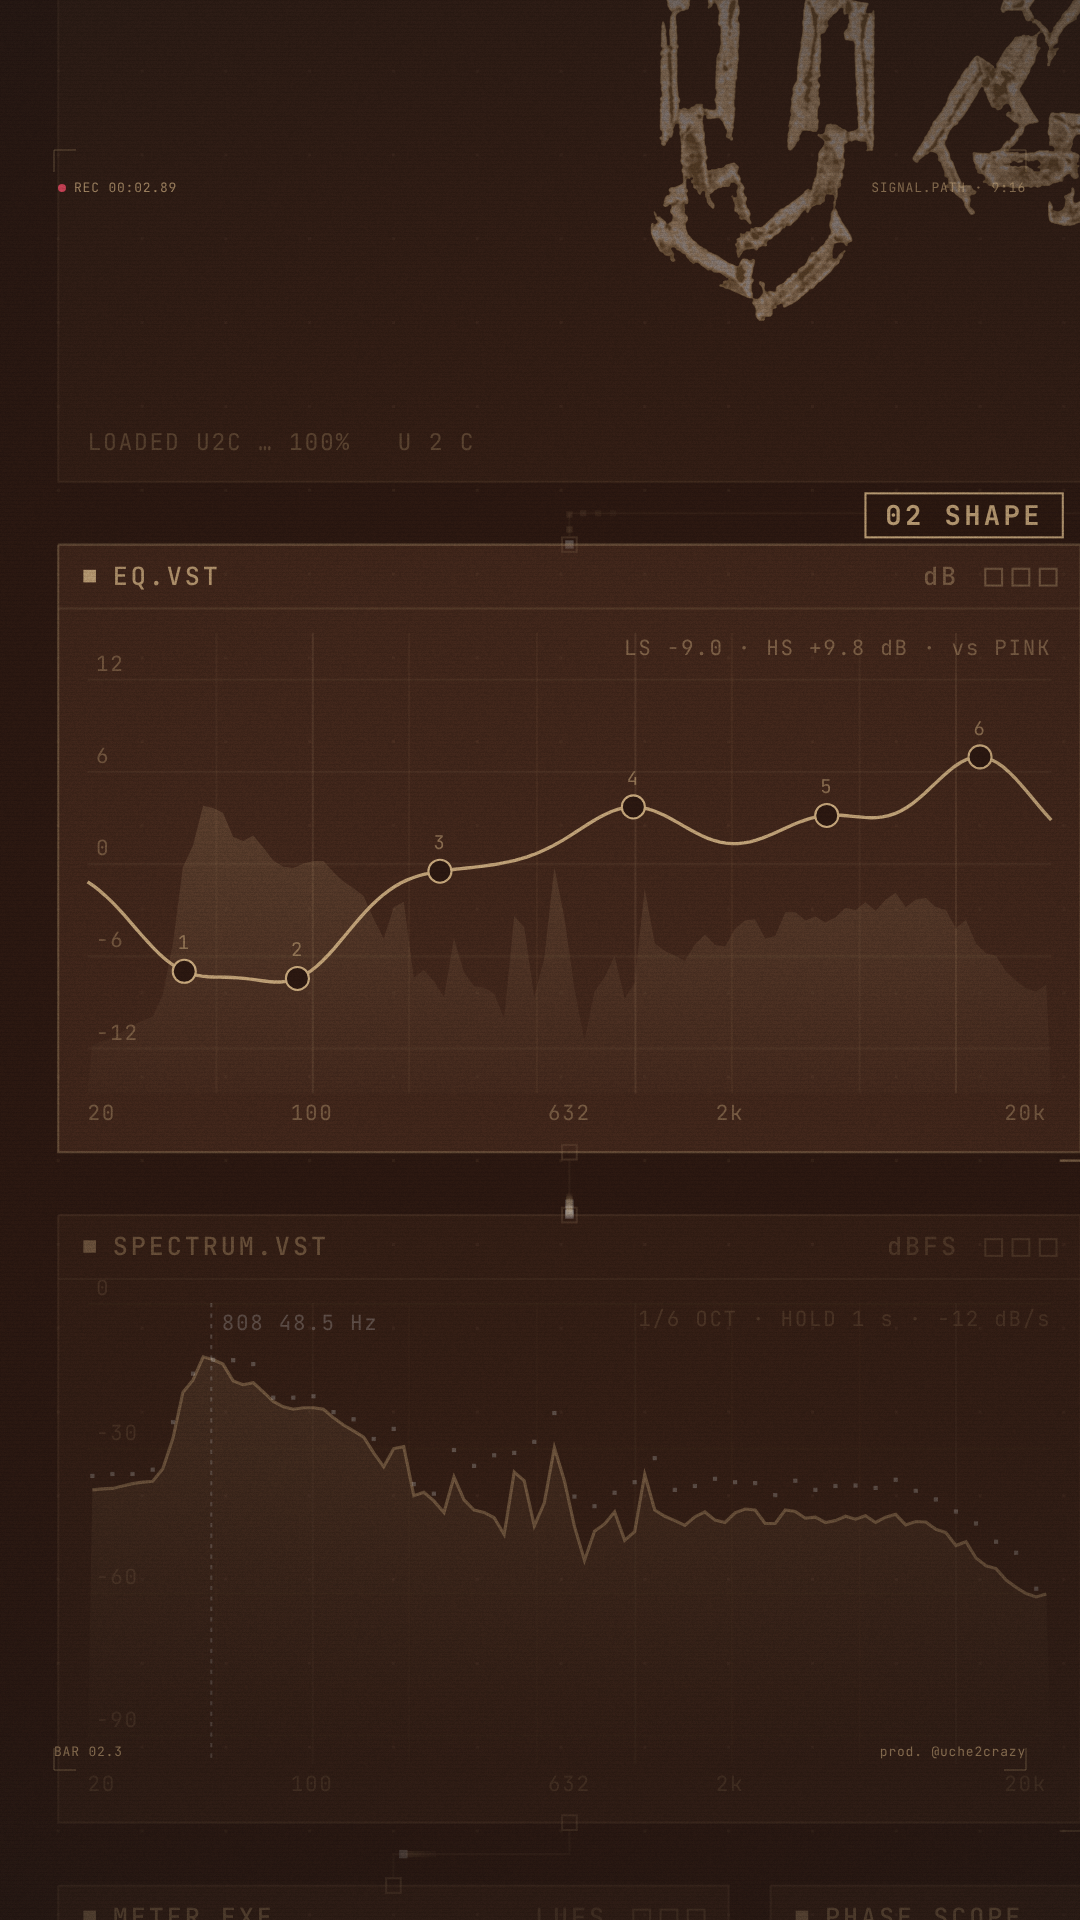 REC 00:02.89
SIGNAL.PATH · 9:16
LOADED U2C … 100% U 2 C
02 SHAPE
EQ.VST dB
LS -9.0 · HS +9.8 dB · vs PINK
12
6
0
-6
-12
1
2
3
4
5
6
20 100 632 2k 20k
SPECTRUM.VST dBFS
0
808 48.5 Hz
1/6 OCT · HOLD 1 s · -12 dB/s
-30
-60
-90
BAR 02.3
prod. @uche2crazy
20 100 632 2k 20k
METER.EXE LUFS
PHASE SCOPE